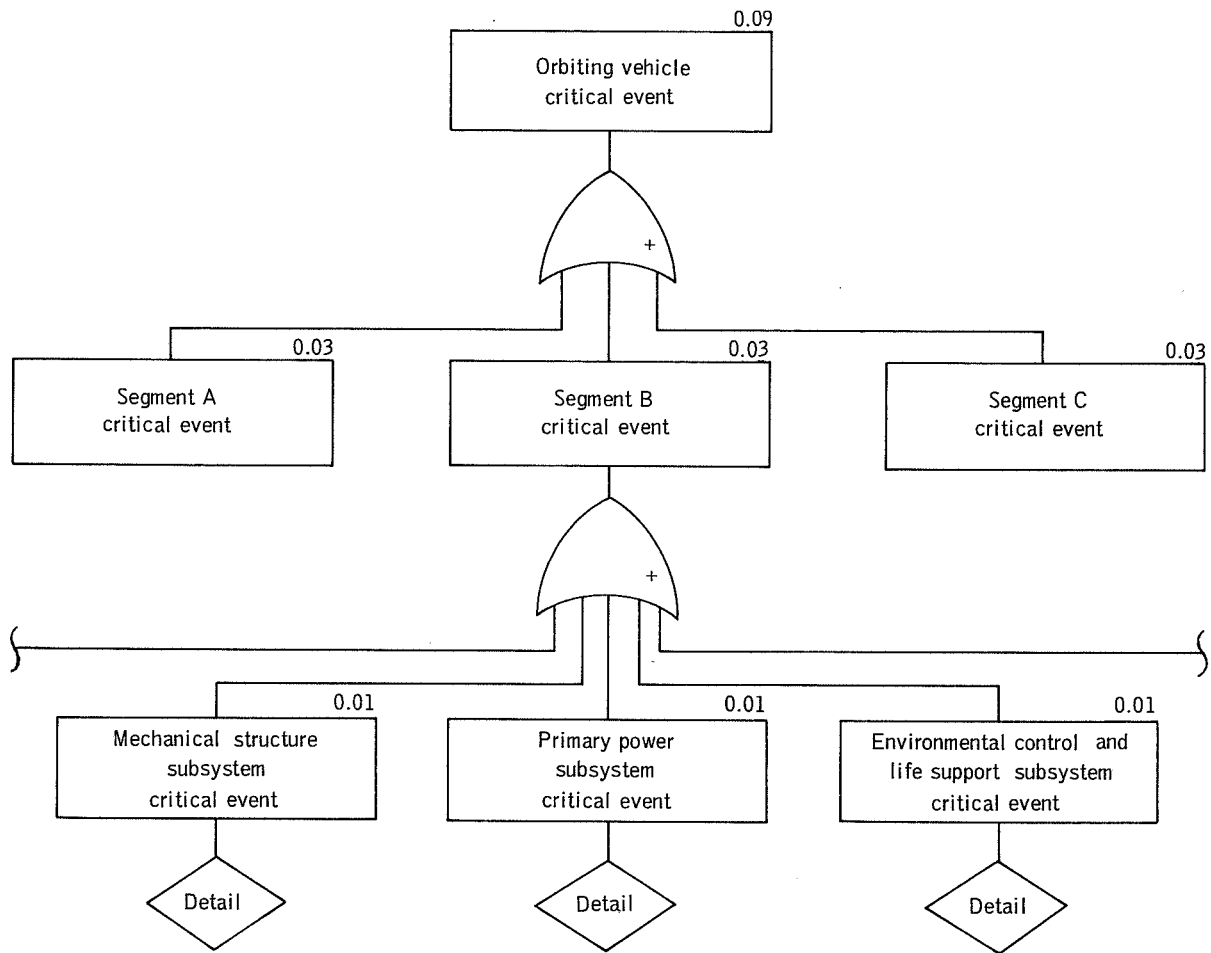 0.09
Orbiting vehicle
critical event
+
0.03
0.03
0.03
Segment A
critical event
Segment B
critical event
Segment C
critical event
+
0.01
0.01
0.01
Mechanical structure
subsystem
critical event
Primary power
subsystem
critical event
Environmental control and
life support subsystem
critical event
Detail
Detail
Detail